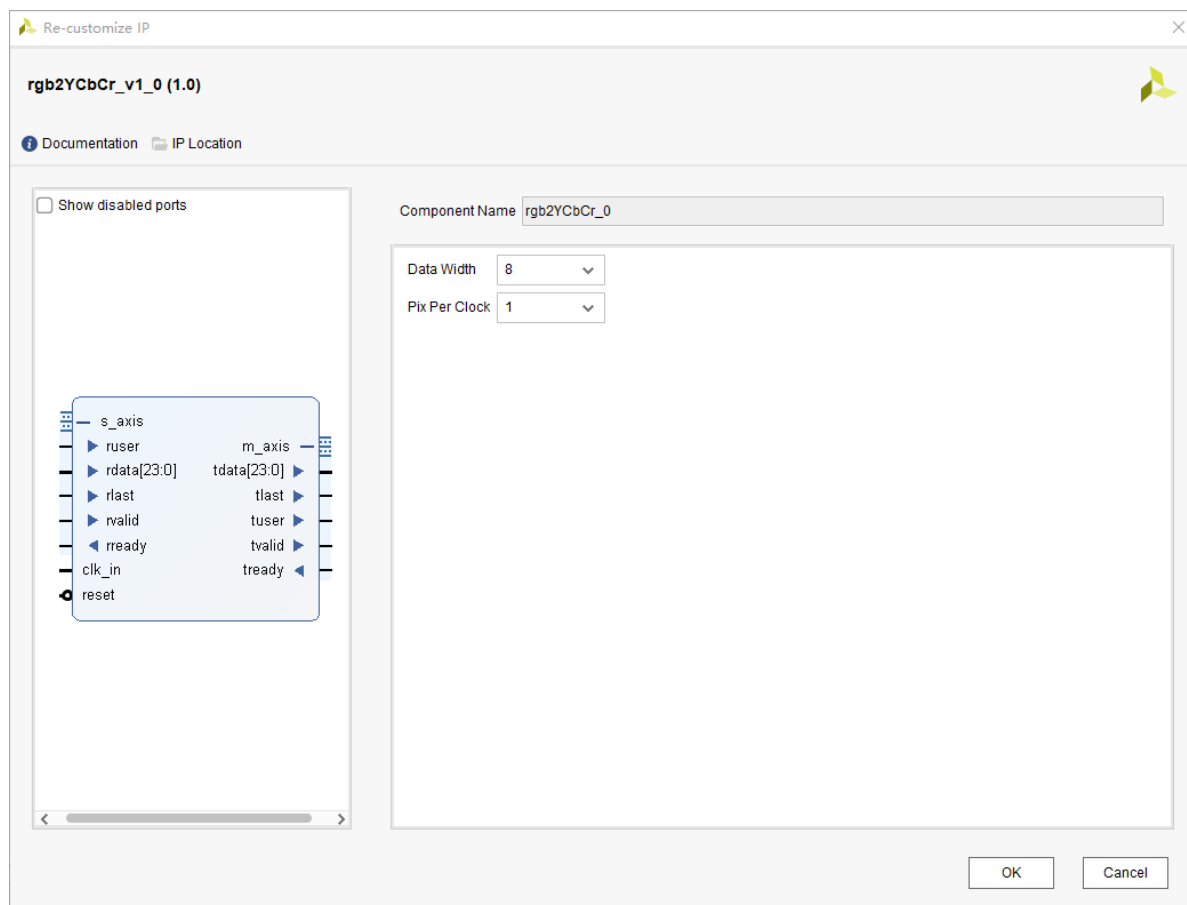 Re-customize IP
rgb2YCbCr_v1_0 (1.0)
Documentation IP Location
Show disabled ports
s_axis
ruser
rdata[23:0]
rlast
rvalid
rready
clk_in
reset
m_axis
tdata[23:0]
tlast
tuser
tvalid
tready
Component Name rgb2YCbCr_0
Data Width 8
Pix Per Clock 1
OK Cancel